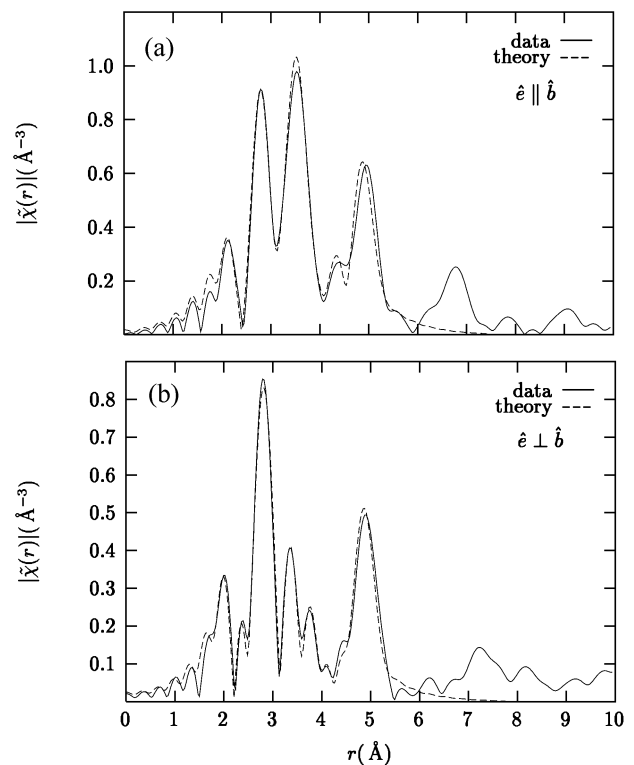 (a)
data
theory
ê ∥ b̂
1.0
0.8
0.6
0.4
0.2
|χ̃(r)|(Å⁻³)
(b)
data
theory
ê ⊥ b̂
0.8
0.7
0.6
0.5
0.4
0.3
0.2
0.1
|χ̃(r)|(Å⁻³)
0 1 2 3 4 5 6 7 8 9 10
r(Å)